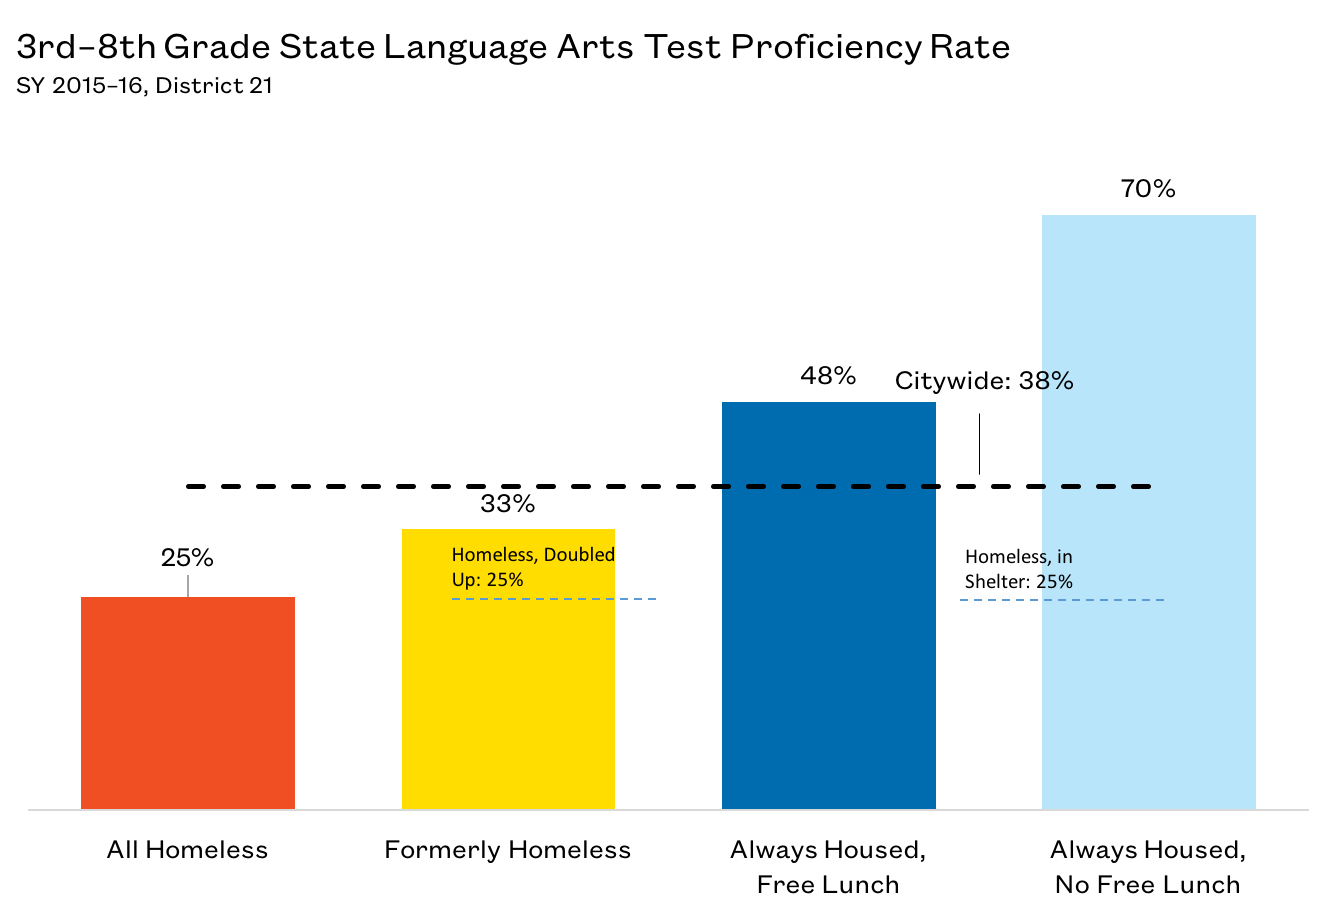 3rd–8th Grade State Language Arts Test Proficiency Rate
SY 2015–16, District 21
70%
48%
Citywide: 38%
33%
25%
Homeless, Doubled
Up: 25%
Homeless, in
Shelter: 25%
All Homeless
Formerly Homeless
Always Housed,
Free Lunch
Always Housed,
No Free Lunch